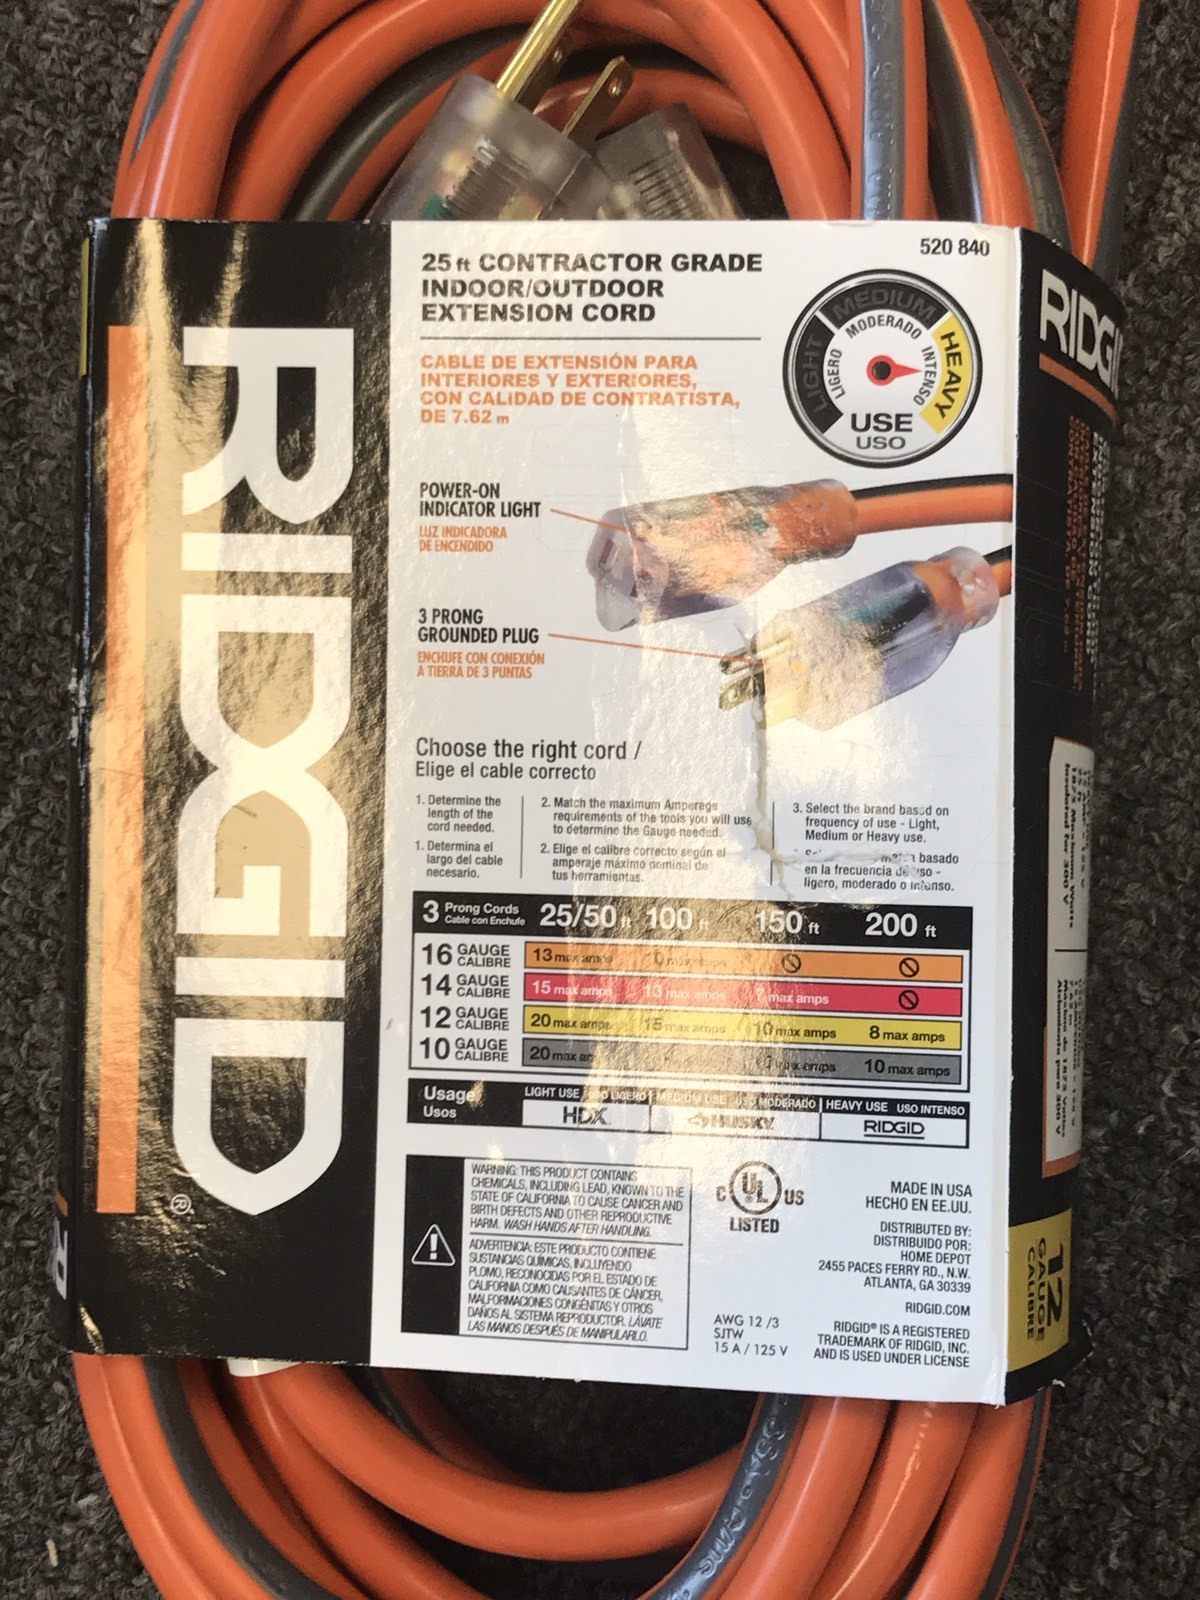 RIDGID®
25 ft CONTRACTOR GRADE
INDOOR/OUTDOOR
EXTENSION CORD
CABLE DE EXTENSIÓN PARA
INTERIORES Y EXTERIORES,
CON CALIDAD DE CONTRATISTA,
DE 7.62 m
520 840
LIGHT MEDIUM HEAVY
LIGERO MODERADO INTENSO
USE
USO
POWER-ON
INDICATOR LIGHT
LUZ INDICADORA
DE ENCENDIDO
3 PRONG
GROUNDED PLUG
ENCHUFE CON CONEXIÓN
A TIERRA DE 3 PUNTAS
Choose the right cord /
Elige el cable correcto
1. Determine the
length of the
cord needed.
1. Determina el
largo del cable
necesario.
2. Match the maximum Amperage
requirements of the tools you will use
to determine the Gauge needed.
2. Elige el calibre correcto según el
amperaje máximo nominal de
tus herramientas.
3. Select the brand based on
frequency of use - Light,
Medium or Heavy use.
basado
en la frecuencia de uso -
ligero, moderado o intenso.
3 Prong Cords Cable con Enchufe 25/50 ft 100 ft 150 ft 200 ft
16 GAUGE CALIBRE 13 max amps max amps
14 GAUGE CALIBRE 15 max amps 13 max amps 7 max amps
12 GAUGE CALIBRE 20 max amps 15 max amps 10 max amps 8 max amps
10 GAUGE CALIBRE 20 max amps 10 max amps
Usage
Usos
LIGHT USE USO LIGERO MEDIUM USE USO MODERADO HEAVY USE USO INTENSO
HDX HUSKY RIDGID
WARNING: THIS PRODUCT CONTAINS
CHEMICALS, INCLUDING LEAD, KNOWN TO THE
STATE OF CALIFORNIA TO CAUSE CANCER AND
BIRTH DEFECTS AND OTHER REPRODUCTIVE
HARM. WASH HANDS AFTER HANDLING.
ADVERTENCIA: ESTE PRODUCTO CONTIENE
SUSTANCIAS QUÍMICAS, INCLUYENDO
PLOMO, RECONOCIDAS POR EL ESTADO DE
CALIFORNIA COMO CAUSANTES DE CÁNCER,
MALFORMACIONES CONGÉNITAS Y OTROS
DAÑOS AL SISTEMA REPRODUCTOR. LÁVATE
LAS MANOS DESPUÉS DE MANIPULARLO.
C UL US
LISTED
AWG 12 /3
SJTW
15 A / 125 V
MADE IN USA
HECHO EN EE.UU.
DISTRIBUTED BY:
DISTRIBUIDO POR:
HOME DEPOT
2455 PACES FERRY RD., N.W.
ATLANTA, GA 30339
RIDGID.COM
RIDGID® IS A REGISTERED
TRADEMARK OF RIDGID, INC.
AND IS USED UNDER LICENSE
RIDGI
12
GAUGE
CALIBRE